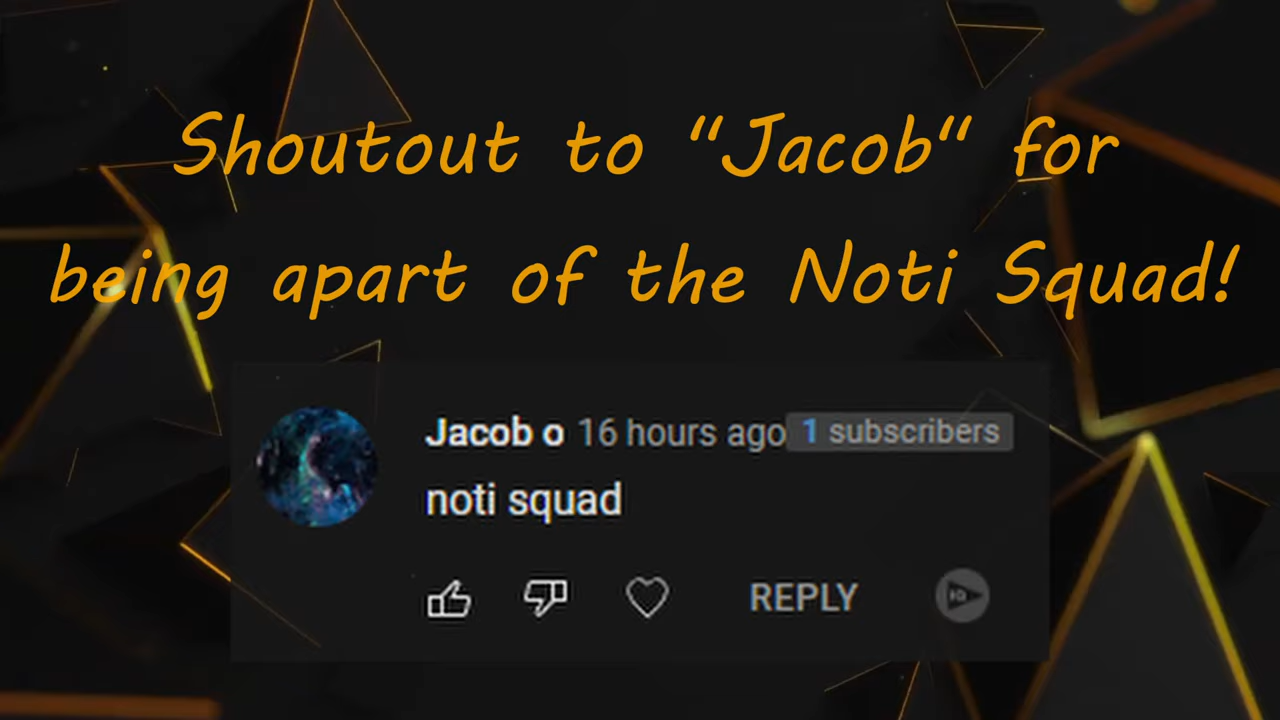 Shoutout to “Jacob“ for
being apart of the Noti Squad!
Jacob o 16 hours ago 1 subscribers
noti squad
REPLY